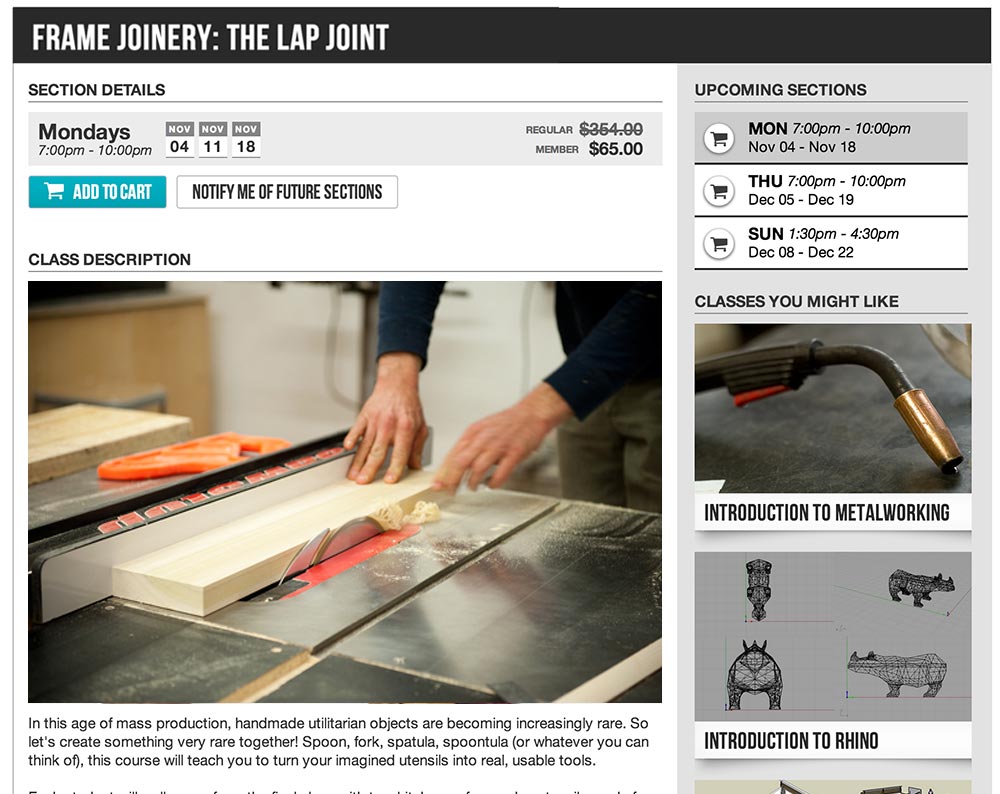 FRAME JOINERY: THE LAP JOINT
SECTION DETAILS
Mondays
7:00pm - 10:00pm
NOV NOV NOV
04 11 18
REGULAR $354.00
MEMBER $65.00
ADD TO CART
NOTIFY ME OF FUTURE SECTIONS
CLASS DESCRIPTION
In this age of mass production, handmade utilitarian objects are becoming increasingly rare. So
let's create something very rare together! Spoon, fork, spatula, spoontula (or whatever you can
think of), this course will teach you to turn your imagined utensils into real, usable tools.
UPCOMING SECTIONS
MON 7:00pm - 10:00pm
Nov 04 - Nov 18
THU 7:00pm - 10:00pm
Dec 05 - Dec 19
SUN 1:30pm - 4:30pm
Dec 08 - Dec 22
CLASSES YOU MIGHT LIKE
INTRODUCTION TO METALWORKING
INTRODUCTION TO RHINO